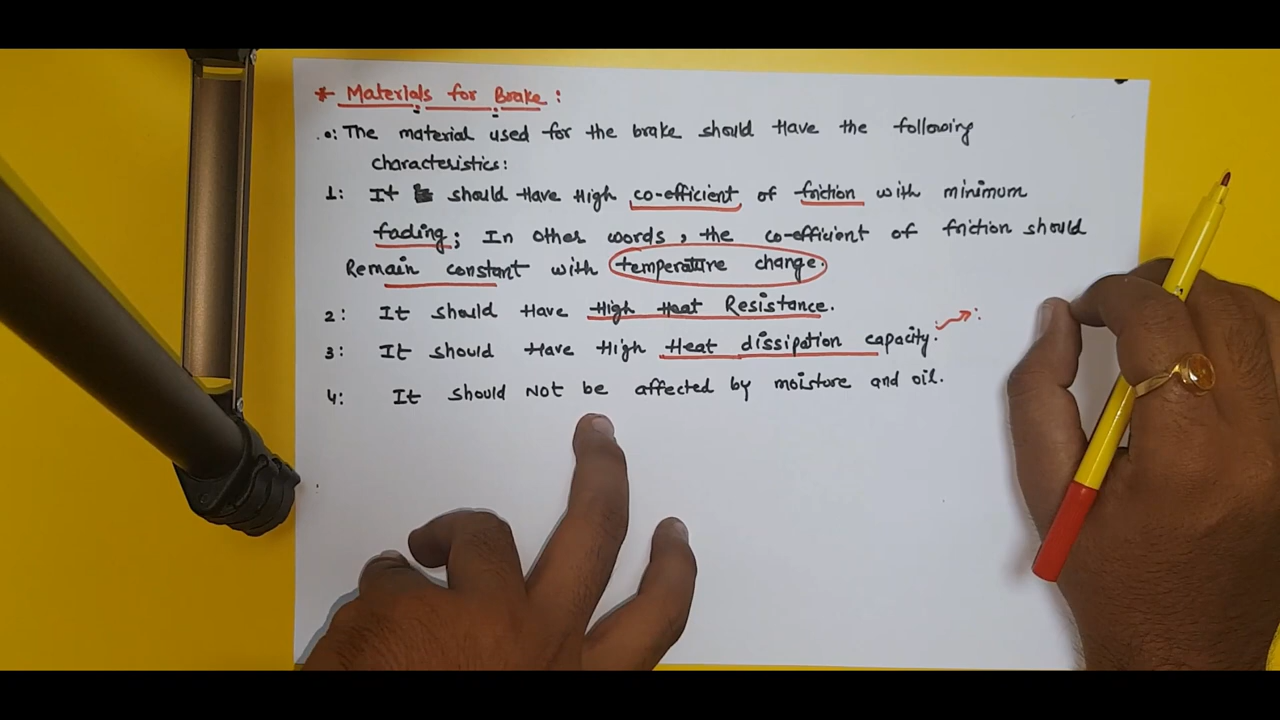 * Materials for Brake :
o: The material used for the brake should Have the following
characteristics:
1: It should Have High co-efficient of friction with minimum
fading; In other words, the co-efficient of friction should
Remain constant with temperature change.
2: It should Have High Heat Resistance.
3: It should Have High Heat dissipation capacity.
4: It should Not be affected by moisture and oil.